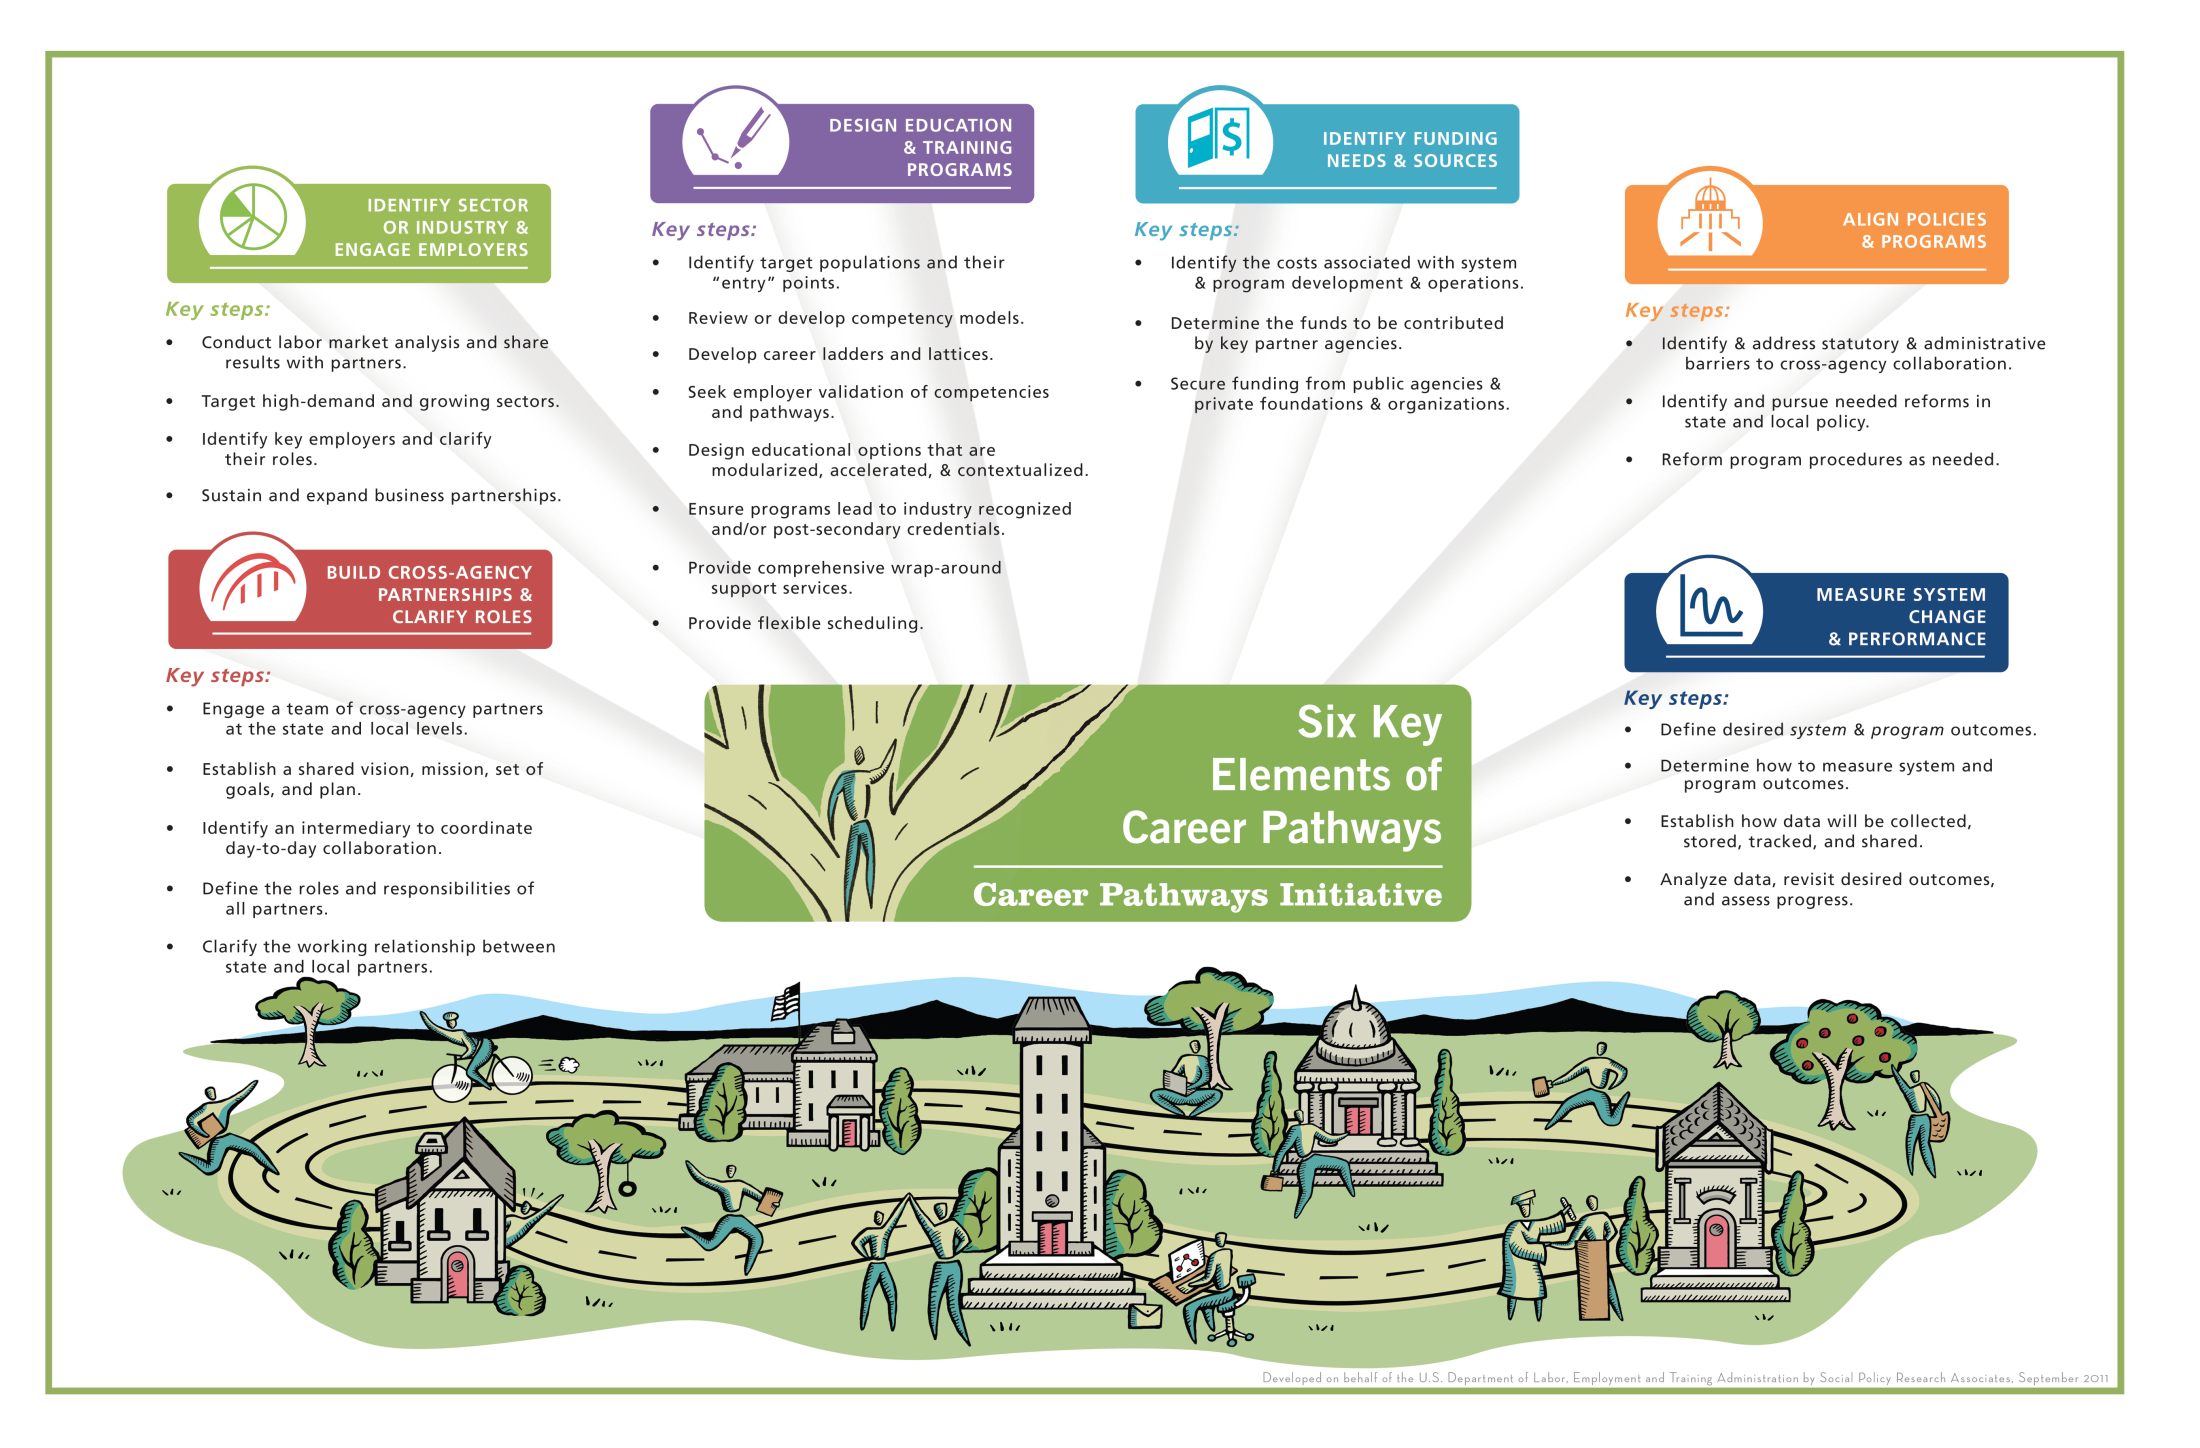 IDENTIFY SECTOR
OR INDUSTRY &
ENGAGE EMPLOYERS
Key steps:
• Conduct labor market analysis and share
results with partners.
• Target high-demand and growing sectors.
• Identify key employers and clarify
their roles.
• Sustain and expand business partnerships.
BUILD CROSS-AGENCY
PARTNERSHIPS &
CLARIFY ROLES
Key steps:
• Engage a team of cross-agency partners
at the state and local levels.
• Establish a shared vision, mission, set of
goals, and plan.
• Identify an intermediary to coordinate
day-to-day collaboration.
• Define the roles and responsibilities of
all partners.
• Clarify the working relationship between
state and local partners.
DESIGN EDUCATION
& TRAINING
PROGRAMS
Key steps:
• Identify target populations and their
“entry” points.
• Review or develop competency models.
• Develop career ladders and lattices.
• Seek employer validation of competencies
and pathways.
• Design educational options that are
modularized, accelerated, & contextualized.
• Ensure programs lead to industry recognized
and/or post-secondary credentials.
• Provide comprehensive wrap-around
support services.
• Provide flexible scheduling.
$
IDENTIFY FUNDING
NEEDS & SOURCES
Key steps:
• Identify the costs associated with system
& program development & operations.
• Determine the funds to be contributed
by key partner agencies.
• Secure funding from public agencies &
private foundations & organizations.
ALIGN POLICIES
& PROGRAMS
Key steps:
• Identify & address statutory & administrative
barriers to cross-agency collaboration.
• Identify and pursue needed reforms in
state and local policy.
• Reform program procedures as needed.
MEASURE SYSTEM
CHANGE
& PERFORMANCE
Key steps:
• Define desired system & program outcomes.
• Determine how to measure system and
program outcomes.
• Establish how data will be collected,
stored, tracked, and shared.
• Analyze data, revisit desired outcomes,
and assess progress.
Six Key
Elements of
Career Pathways
Career Pathways Initiative
Developed on behalf of the U.S. Department of Labor, Employment and Training Administration by Social Policy Research Associates, September 2011